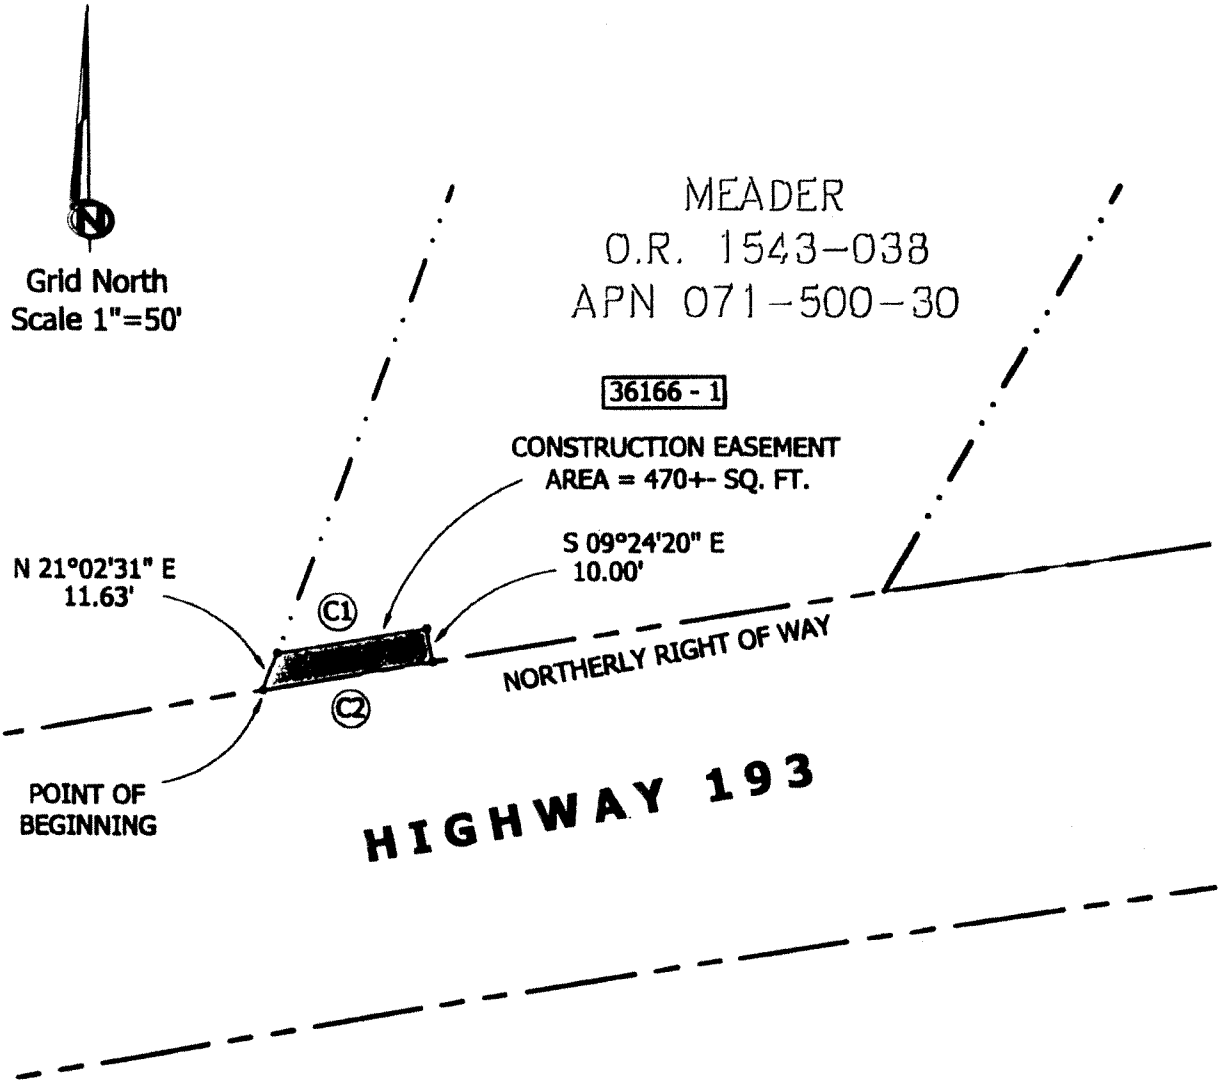 N
Grid North
Scale 1"=50'
MEADER
O.R. 1543-038
APN 071-500-30
36166 - 1
CONSTRUCTION EASEMENT
AREA = 470+- SQ. FT.
S 09°24'20" E
10.00'
N 21°02'31" E
11.63'
C1
C2
NORTHERLY RIGHT OF WAY
POINT OF
BEGINNING
HIGHWAY 193